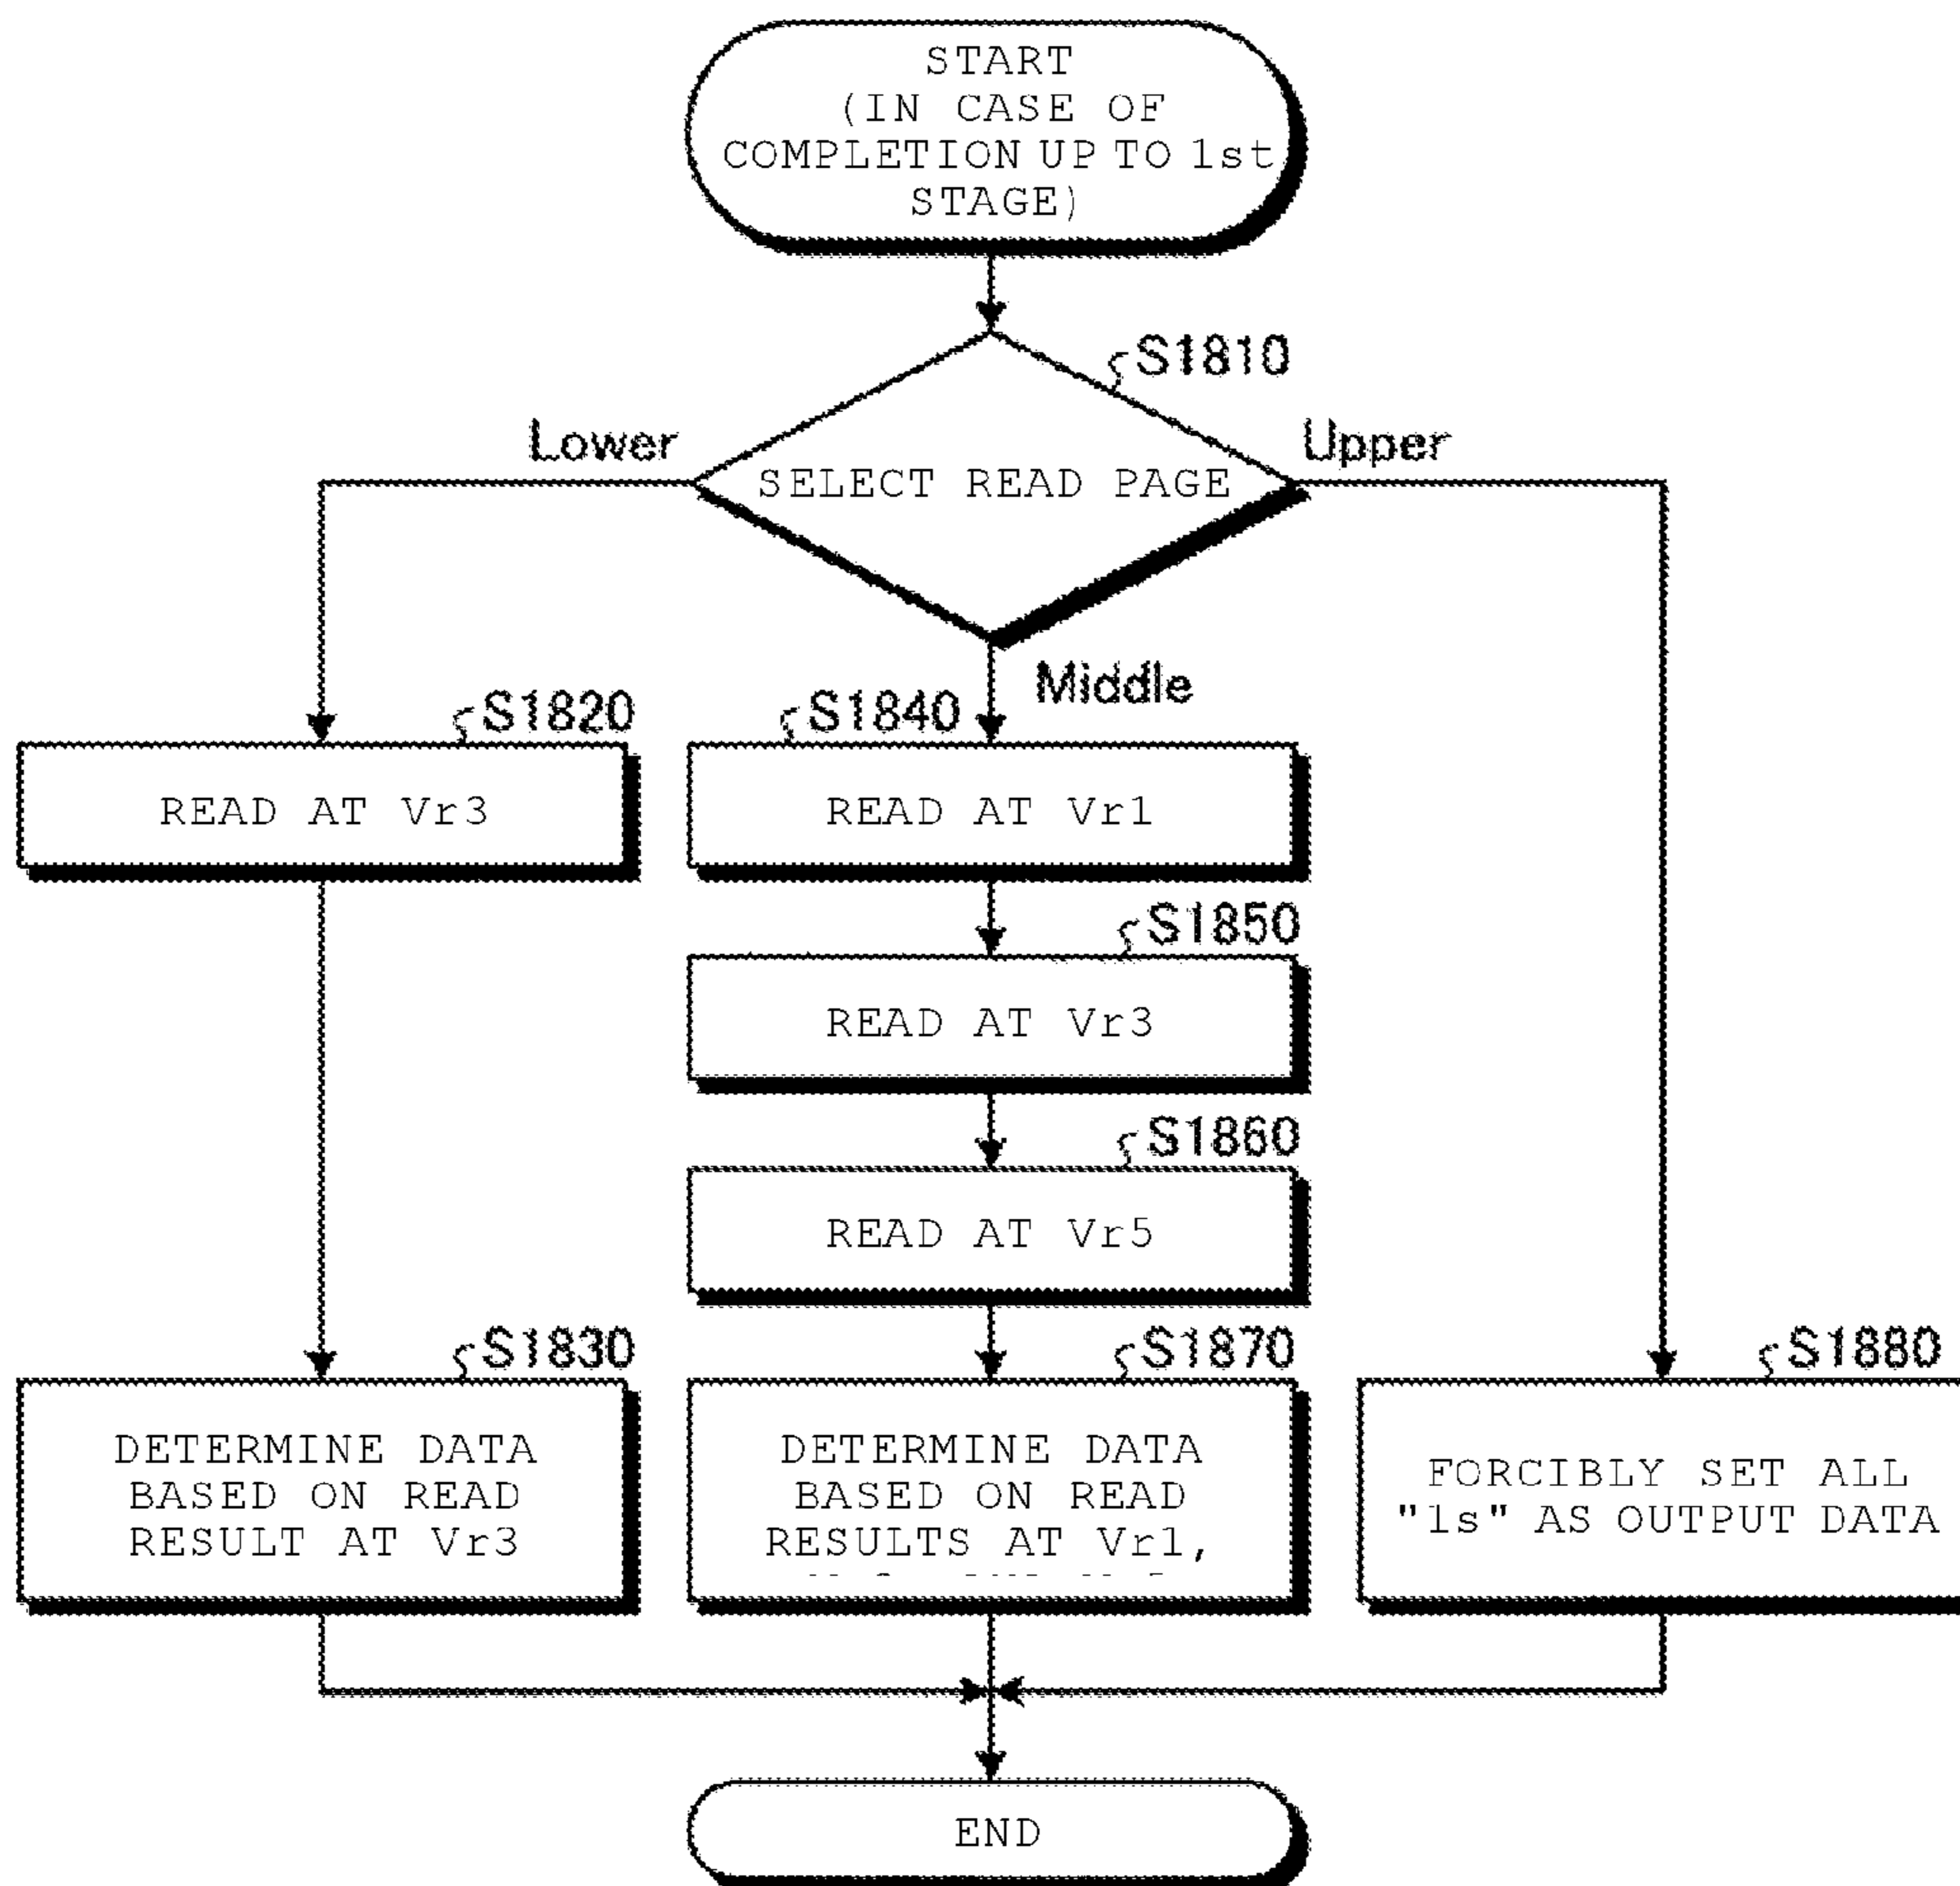 START
(IN CASE OF
COMPLETION UP TO 1st
STAGE)
S1810
Lower
Upper
SELECT READ PAGE
Middle
S1820
READ AT Vr3
S1840
READ AT Vr1
S1850
READ AT Vr3
S1860
READ AT Vr5
S1830
DETERMINE DATA
BASED ON READ
RESULT AT Vr3
S1870
DETERMINE DATA
BASED ON READ
RESULTS AT Vr1,
S1880
FORCIBLY SET ALL
"1s" AS OUTPUT DATA
END